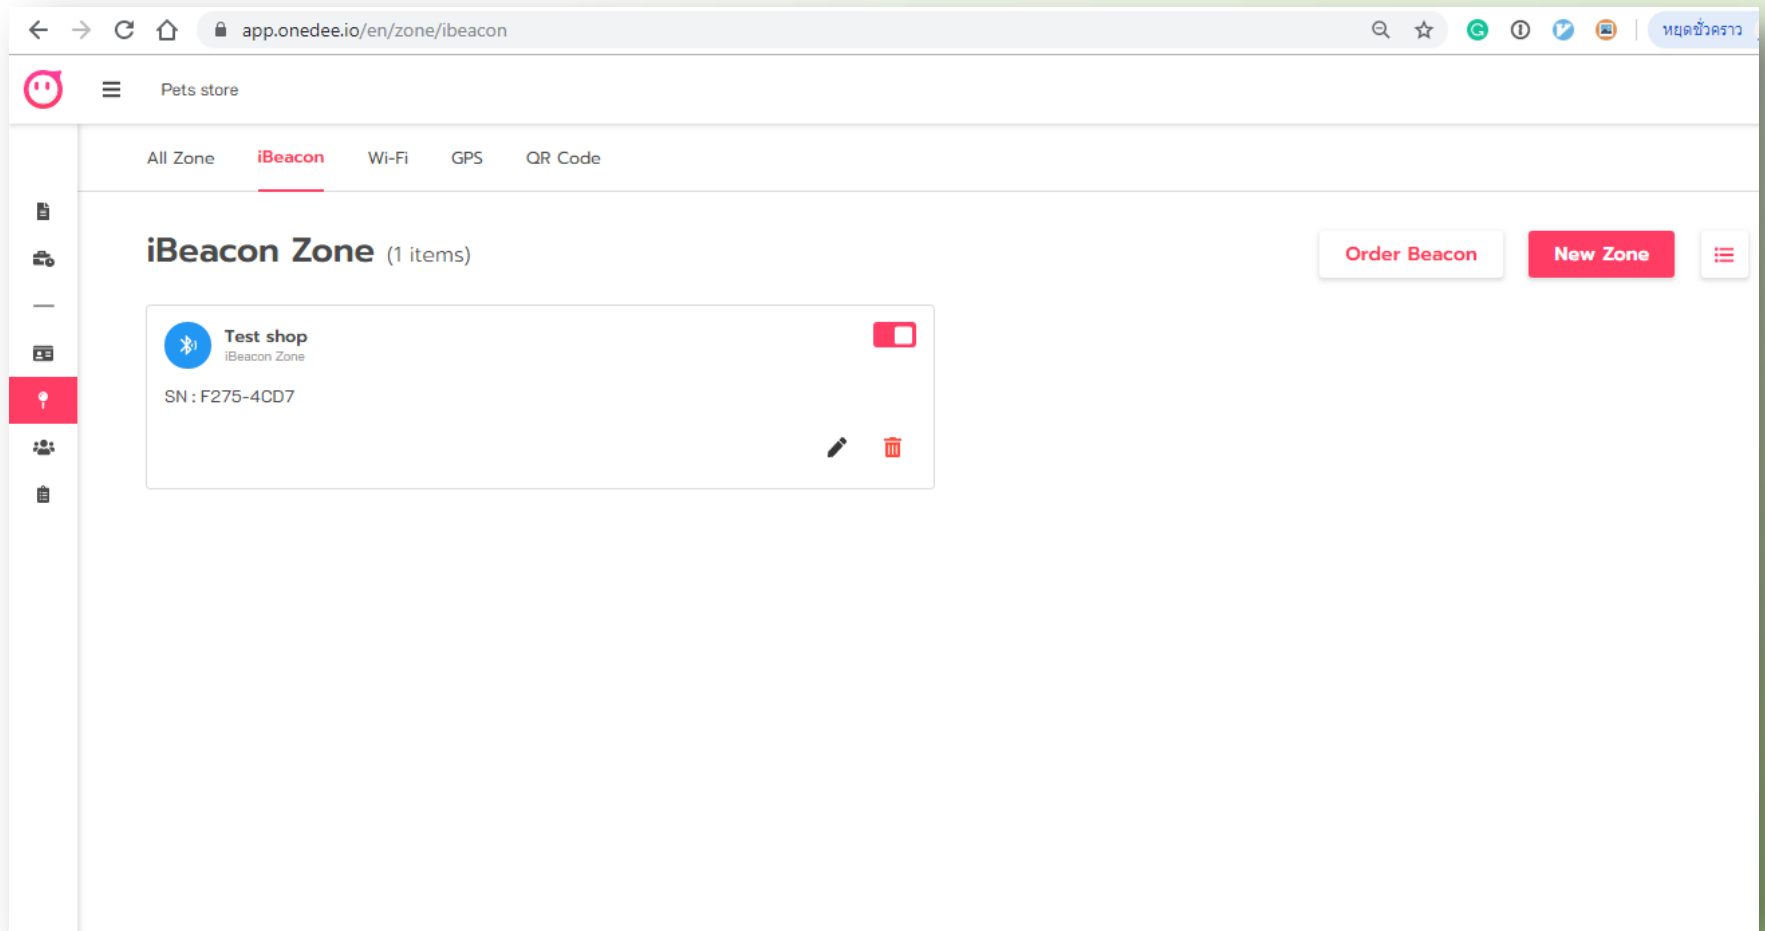 app.onedee.io/en/zone/ibeacon
หยุดชั่วคราว
Pets store
All Zone iBeacon Wi-Fi GPS QR Code
iBeacon Zone (1 items)
Order Beacon New Zone
Test shop
iBeacon Zone
SN : F275-4CD7